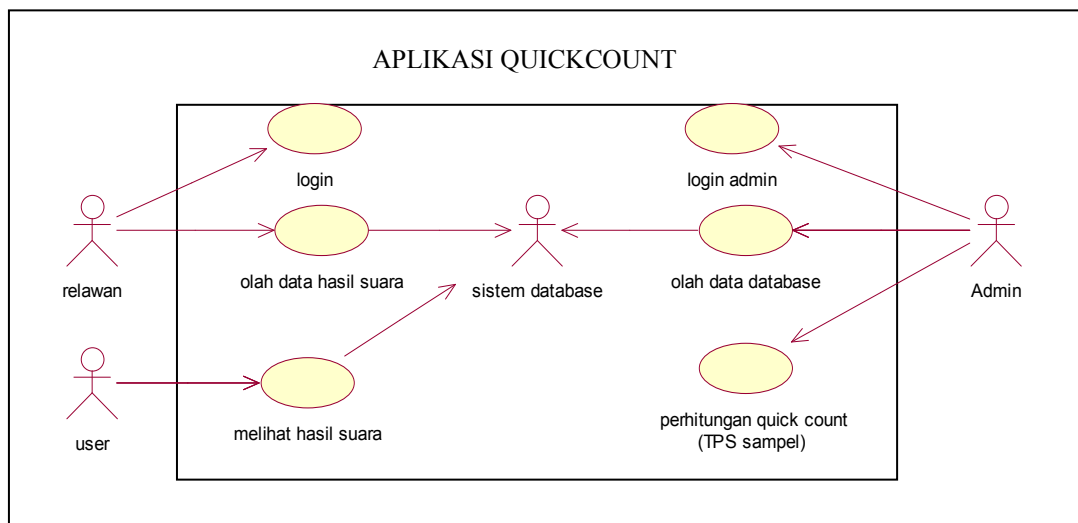 APLIKASI QUICKCOUNT
login
login admin
relawan
olah data hasil suara
sistem database
olah data database
Admin
user
melihat hasil suara
perhitungan quick count
(TPS sampel)